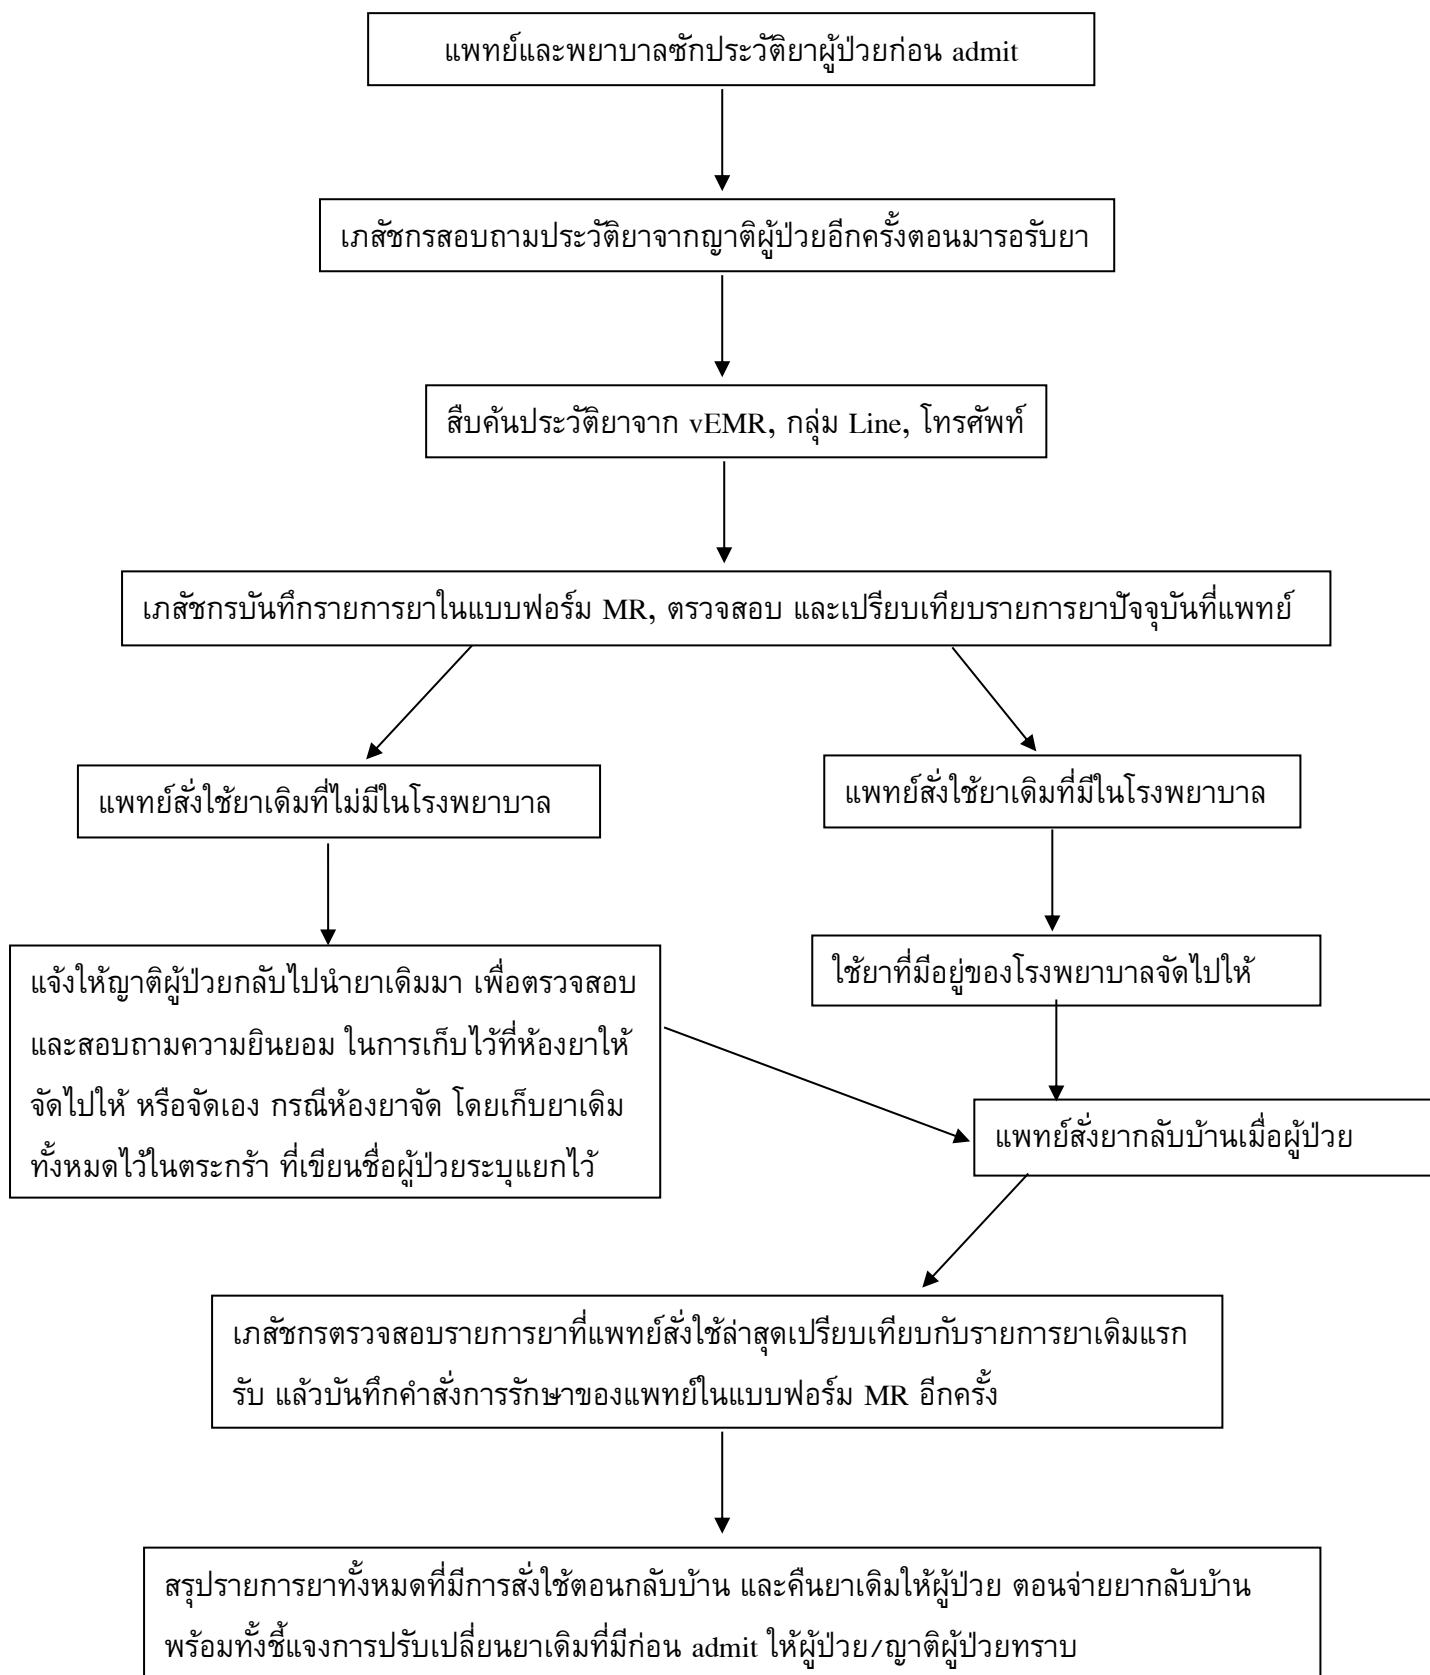 แพทย์และพยาบาลซักประวัติยาผู้ป่วยก่อน admit
เภสัชกรสอบถามประวัติยาจากญาติผู้ป่วยอีกครั้งตอนมารอรับยา
สืบค้นประวัติยาจาก vEMR, กลุ่ม Line, โทรศัพท์
เภสัชกรบันทึกรายการยาในแบบฟอร์ม MR, ตรวจสอบ และเปรียบเทียบรายการยาปัจจุบันที่แพทย์
แพทย์สั่งใช้ยาเดิมที่ไม่มีในโรงพยาบาล
แพทย์สั่งใช้ยาเดิมที่มีในโรงพยาบาล
แจ้งให้ญาติผู้ป่วยกลับไปนำยาเดิมมา เพื่อตรวจสอบ
และสอบถามความยินยอม ในการเก็บไว้ที่ห้องยาให้
จัดไปให้ หรือจัดเอง กรณีห้องยาจัด โดยเก็บยาเดิม
ทั้งหมดไว้ในตระกร้า ที่เขียนชื่อผู้ป่วยระบุแยกไว้
ใช้ยาที่มีอยู่ของโรงพยาบาลจัดไปให้
แพทย์สั่งยากลับบ้านเมื่อผู้ป่วย
เภสัชกรตรวจสอบรายการยาที่แพทย์สั่งใช้ล่าสุดเปรียบเทียบกับรายการยาเดิมแรก
รับ แล้วบันทึกคำสั่งการรักษาของแพทย์ในแบบฟอร์ม MR อีกครั้ง
สรุปรายการยาทั้งหมดที่มีการสั่งใช้ตอนกลับบ้าน และคืนยาเดิมให้ผู้ป่วย ตอนจ่ายยากลับบ้าน
พร้อมทั้งชี้แจงการปรับเปลี่ยนยาเดิมที่มีก่อน admit ให้ผู้ป่วย/ญาติผู้ป่วยทราบ